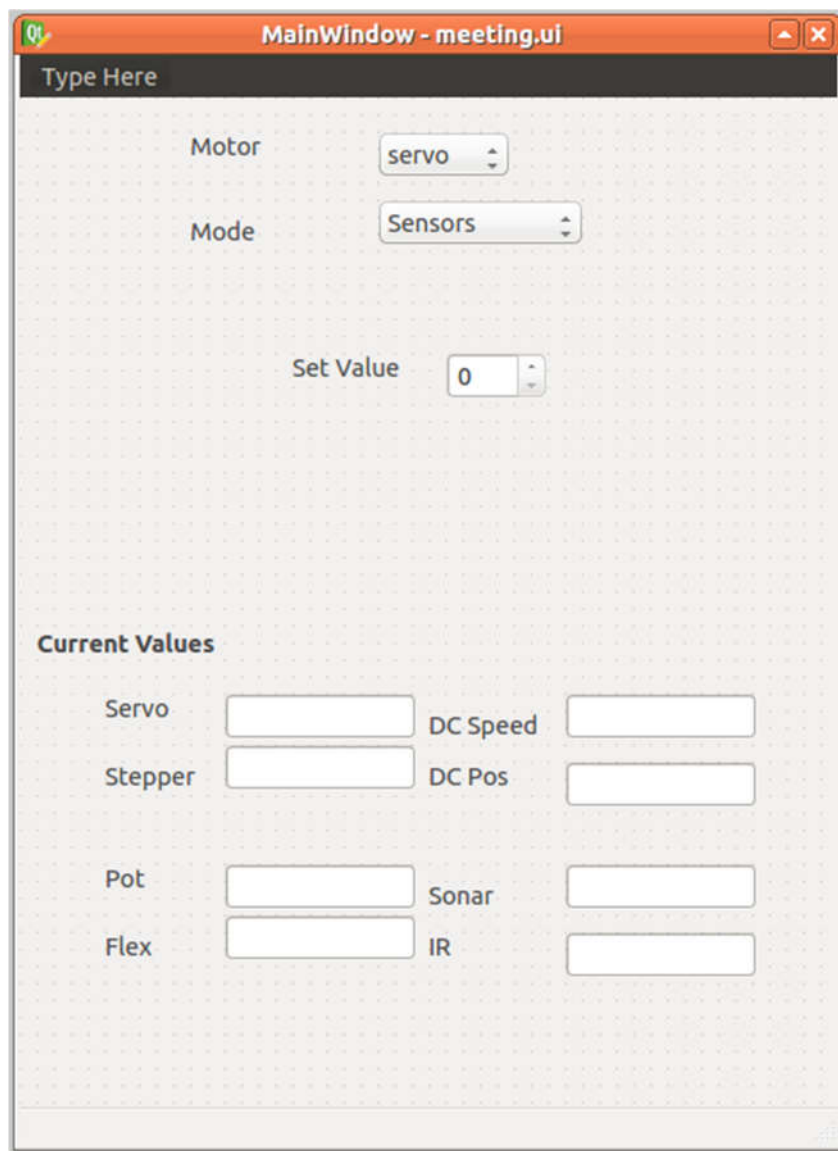 MainWindow - meeting.ui
Type Here
Motor servo
Mode Sensors
Set Value 0
Current Values
Servo DC Speed
Stepper DC Pos
Pot Sonar
Flex IR